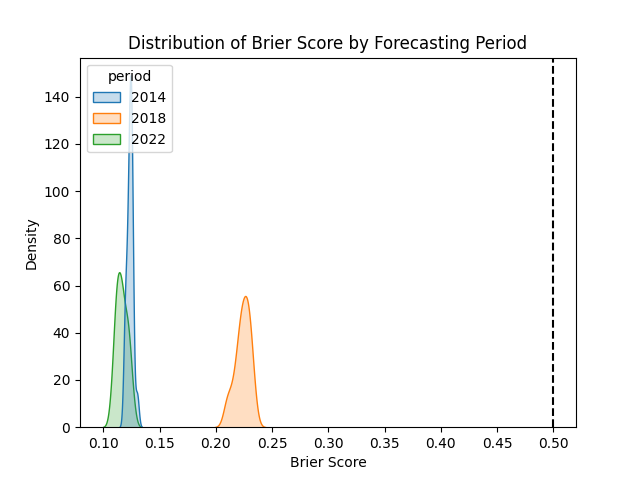 Distribution of Brier Score by Forecasting Period
period
2014
2018
2022
140
120
100
80
60
40
20
0
Density
0.10 0.15 0.20 0.25 0.30 0.35 0.40 0.45 0.50
Brier Score